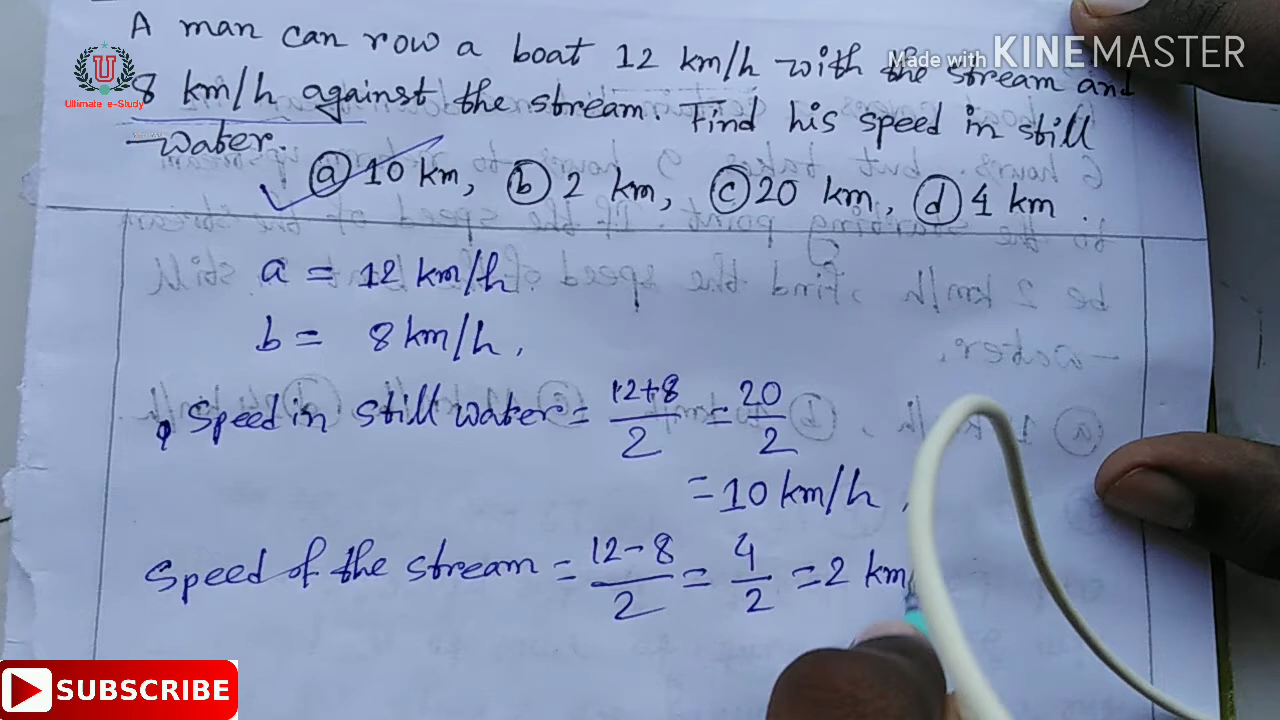 A man can row a boat 12 km/h with the stream and
8 km/h against the stream. Find his speed in still
water.
(a) 10 km, (b) 2 km, (c) 20 km, (d) 4 km.
a = 12 km/h.
b = 8 km/h,
Speed in still water = 12+8/2 = 20/2
= 10 km/h,
Speed of the stream = 12-8/2 = 4/2 = 2 km
Made with KINEMASTER
U
Ultimate e-Study
SUBSCRIBE